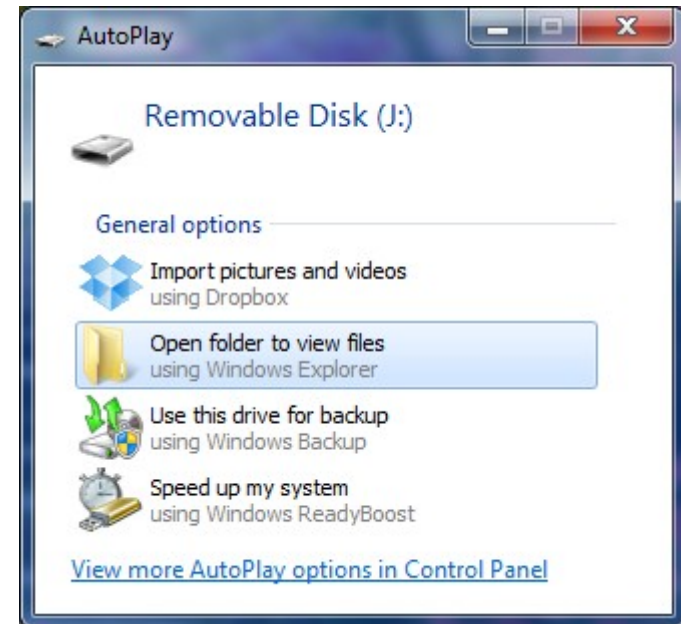 AutoPlay
Removable Disk (J:)
General options
Import pictures and videos
using Dropbox
Open folder to view files
using Windows Explorer
Use this drive for backup
using Windows Backup
Speed up my system
using Windows ReadyBoost
View more AutoPlay options in Control Panel